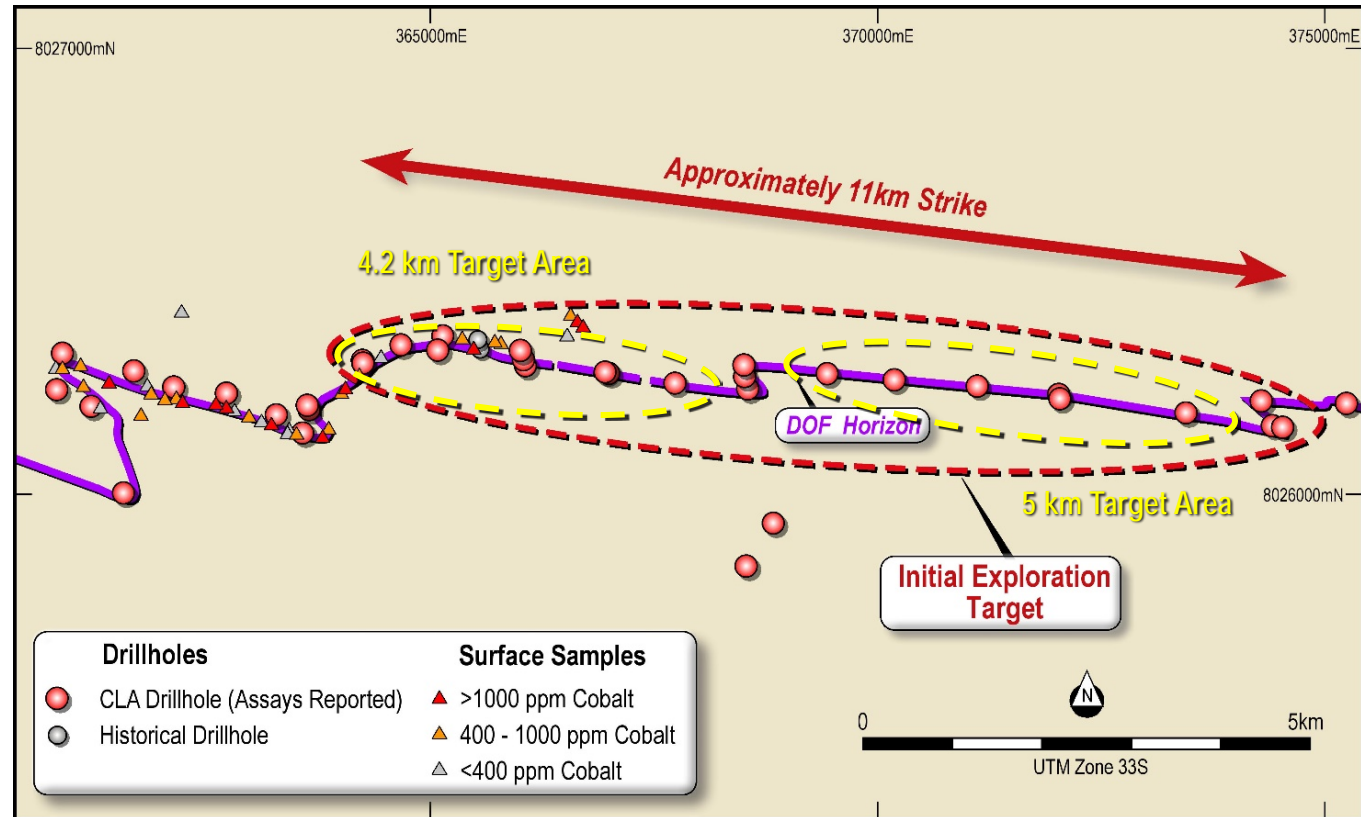 365000mE
370000mE
375000mE
8027000mN
Approximately 11km Strike
4.2 km Target Area
DOF Horizon
8026000mN
5 km Target Area
Initial Exploration
Target
Drillholes
CLA Drillhole (Assays Reported)
Historical Drillhole
Surface Samples
>1000 ppm Cobalt
400 - 1000 ppm Cobalt
<400 ppm Cobalt
N
0
5km
UTM Zone 33S